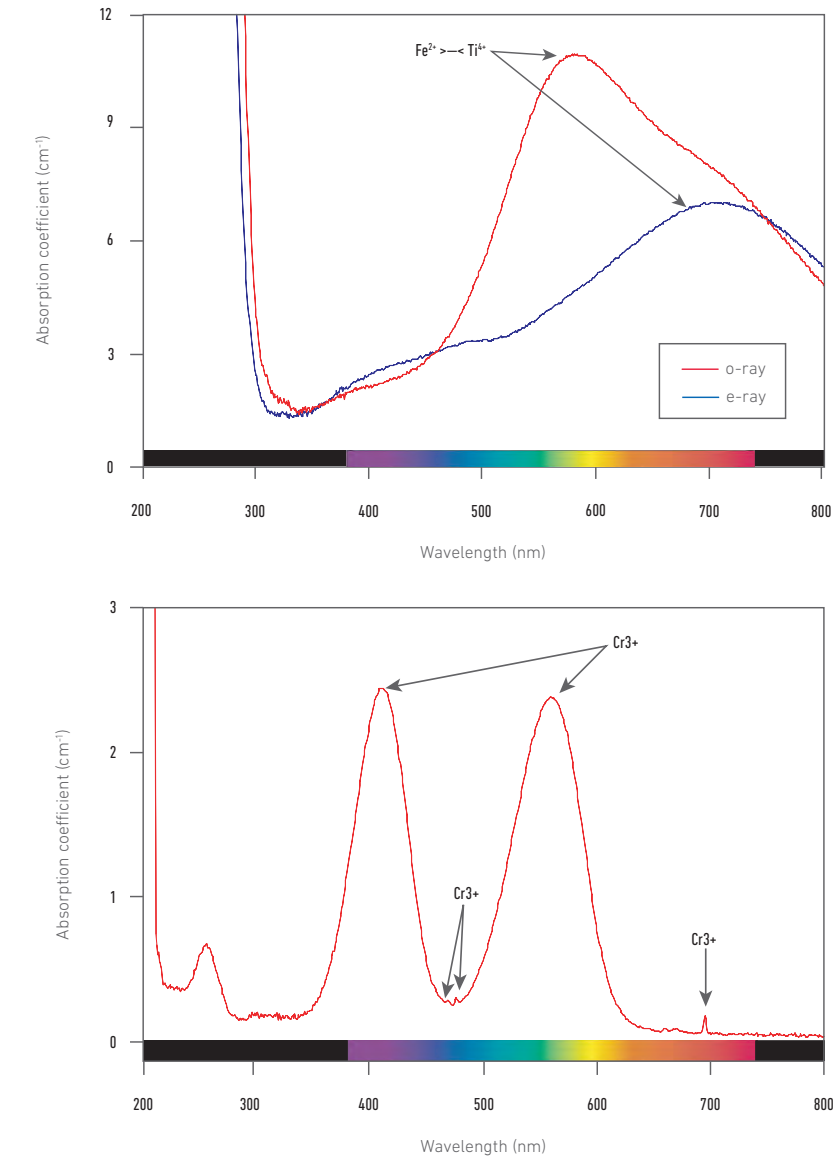 12
Fe²⁺ >—< Ti⁴⁺
9
Absorption coefficient (cm⁻¹)
6
3
o-ray
e-ray
0
200 300 400 500 600 700 800
Wavelength (nm)
3
Cr3+
2
Absorption coefficient (cm⁻¹)
1
Cr3+
Cr3+
0
200 300 400 500 600 700 800
Wavelength (nm)